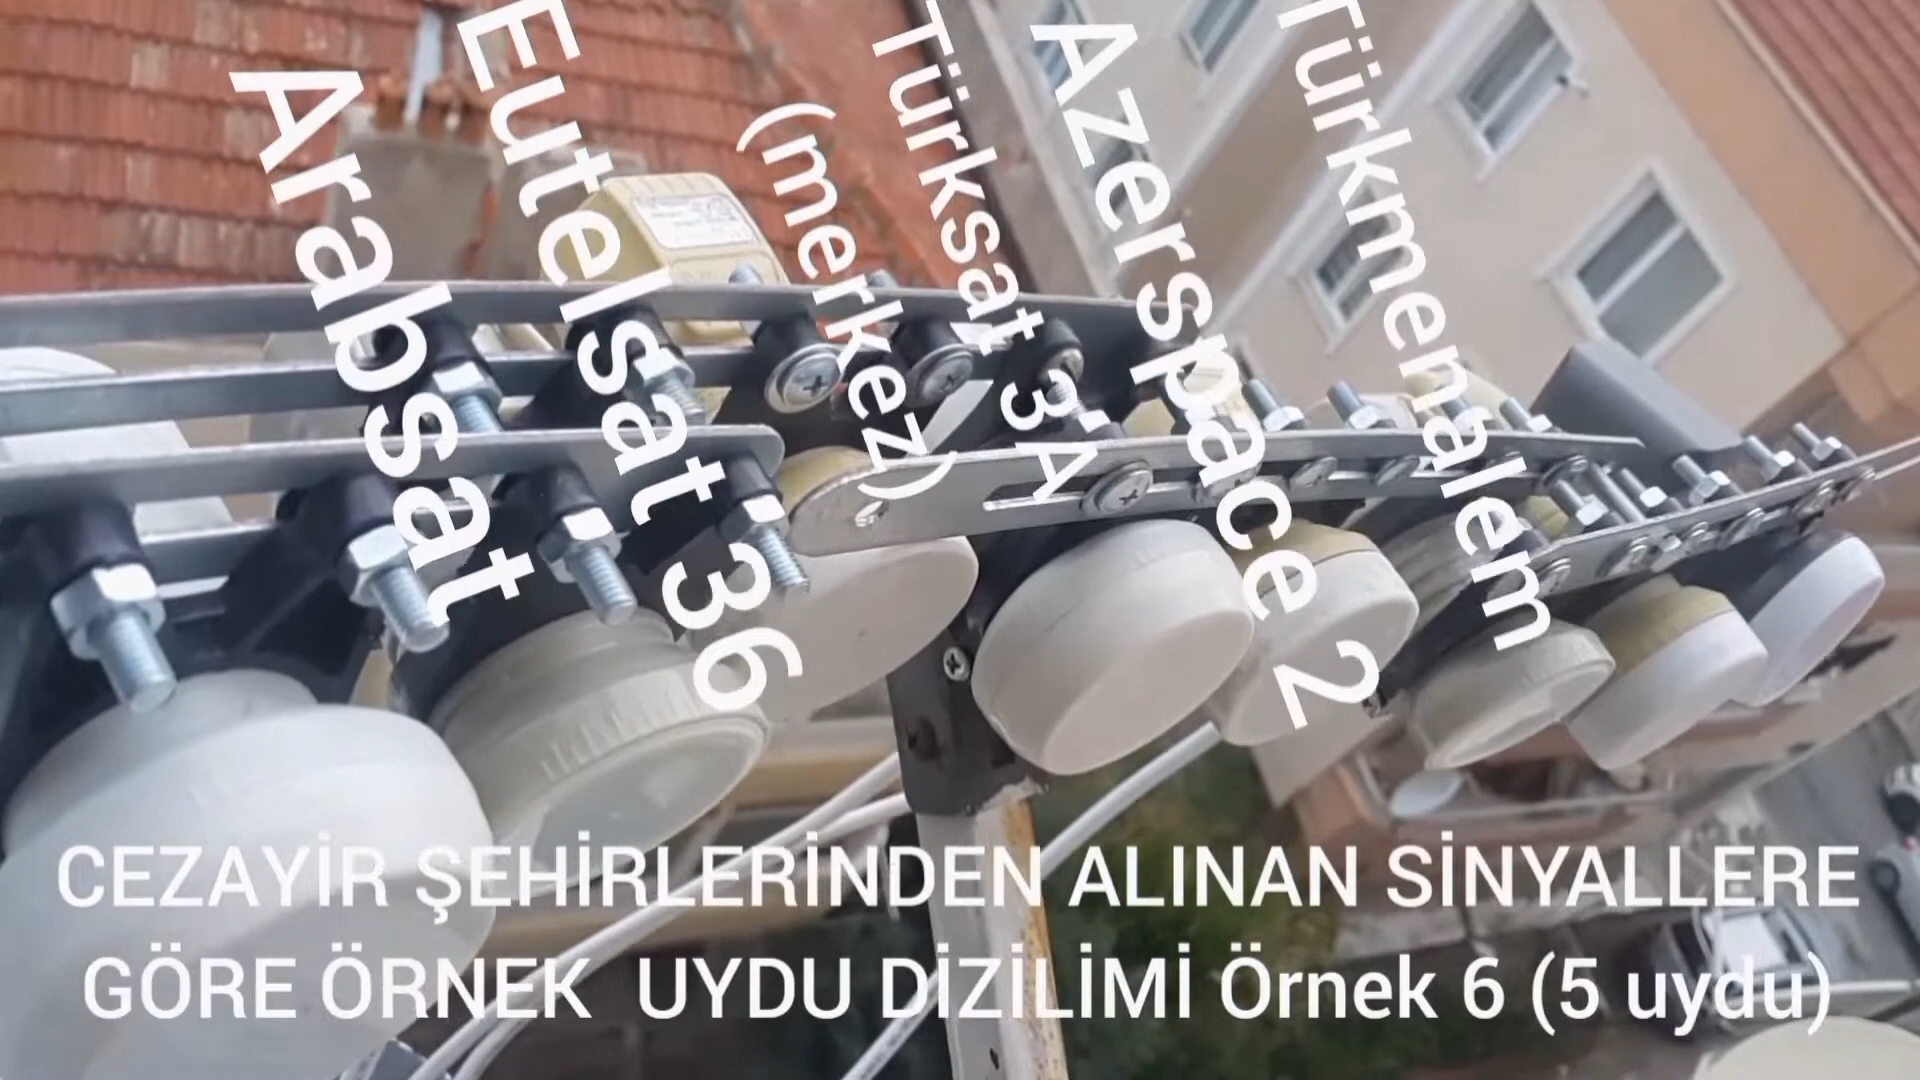 Arabsat
Eutelsat 36
(merkez)
Türksat 3A
Azerspace 2
Türkmenalem
CEZAYİR ŞEHİRLERİNDEN ALINAN SİNYALLERE
GÖRE ÖRNEK UYDU DİZİLİMİ Örnek 6 (5 uydu)